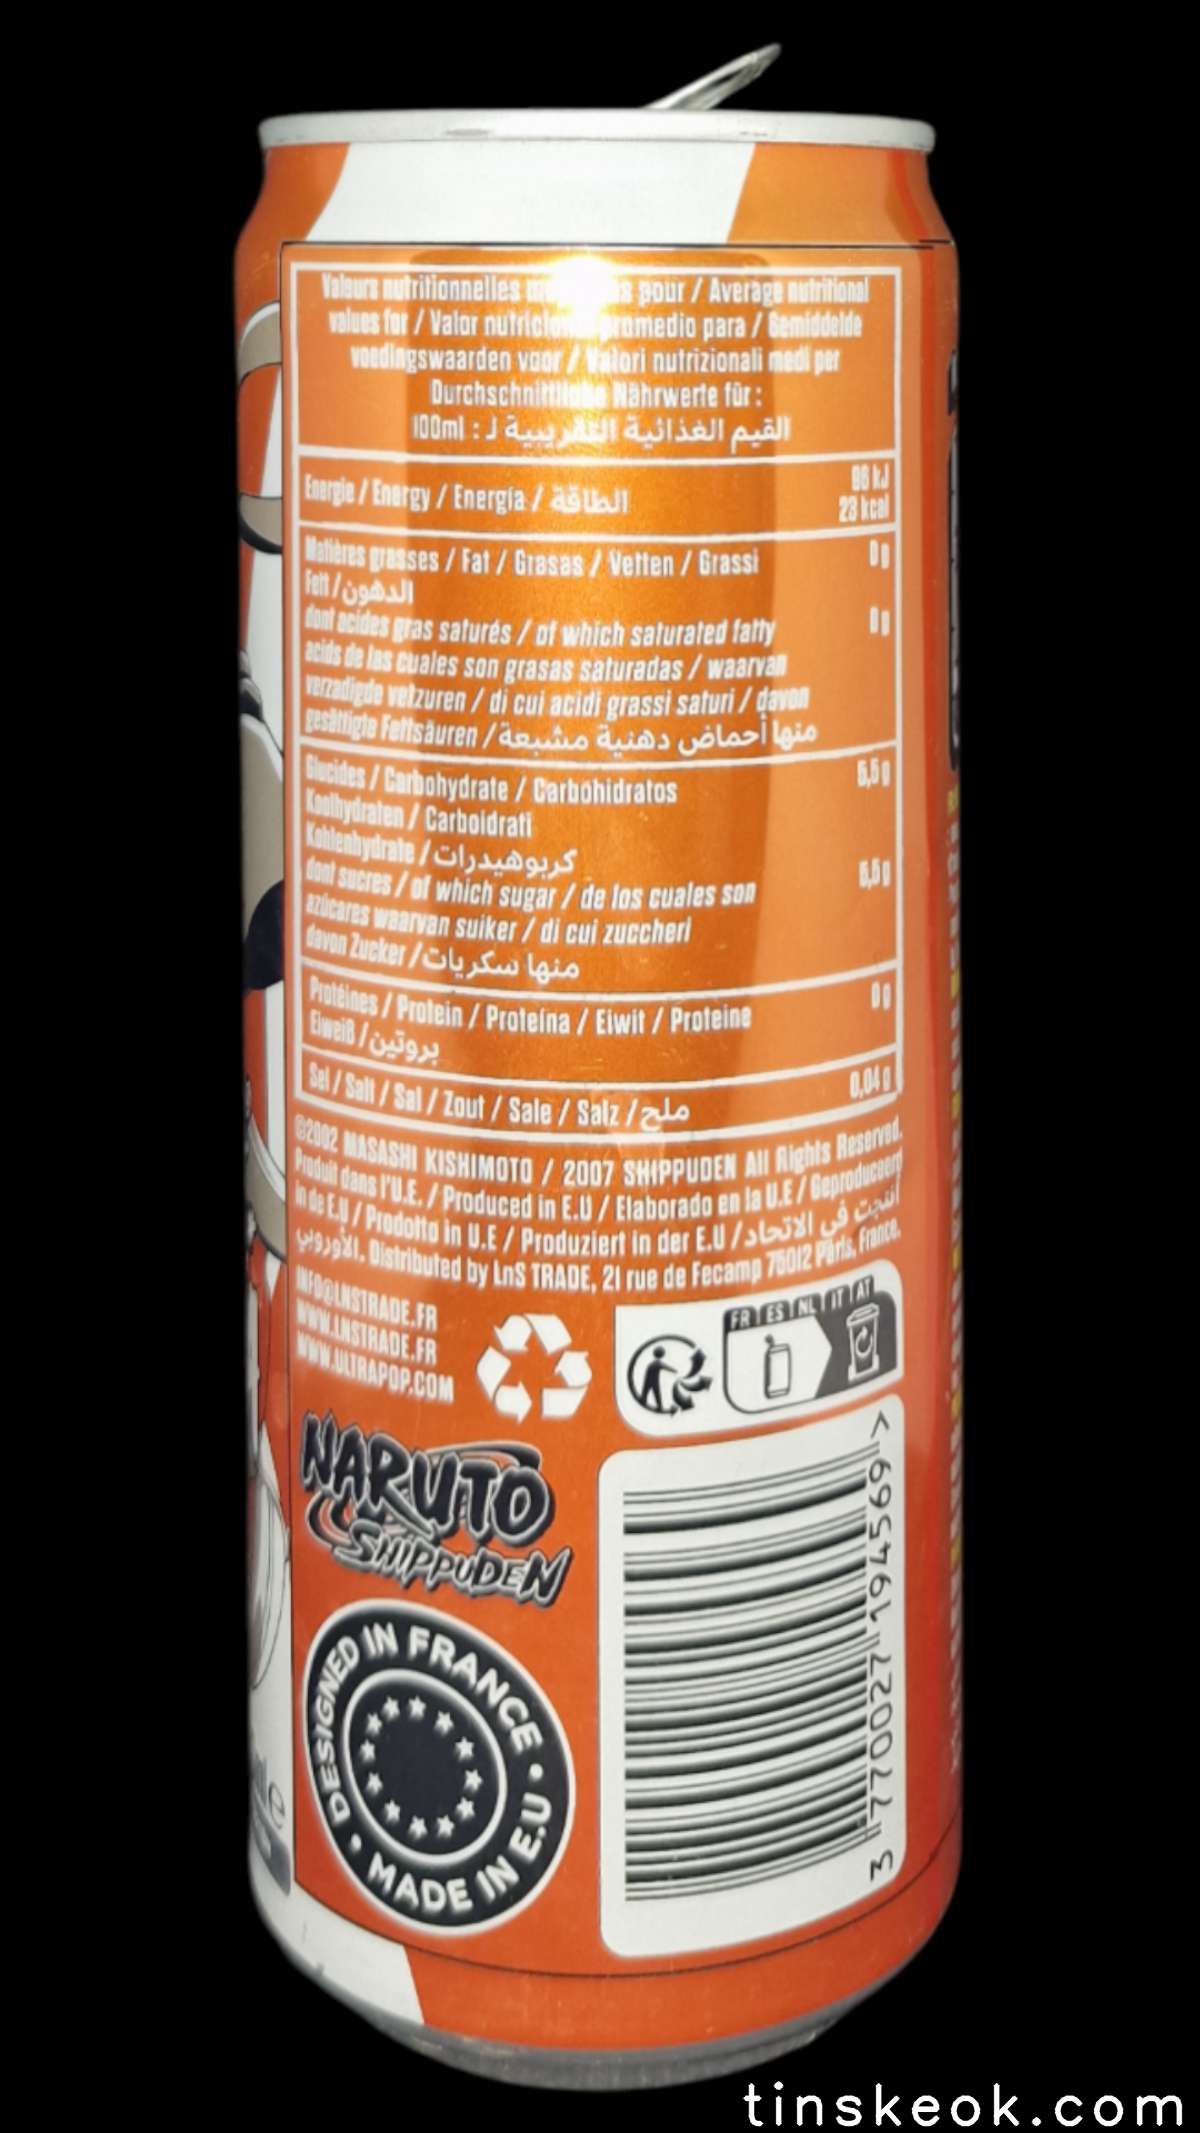 Valeurs nutritionnelles pour / Average nutritional
values for / Valor nutricional promedio para / Gemiddelde
voedingswaarden voor / Valori nutrizionali medi per
Durchschnittliche Nährwerte für :
القيم الغذائية التقريبية لـ : 100ml
Energie / Energy / Energía / الطاقة
96 kJ
23 kcal
Matières grasses / Fat / Grasas / Vetten / Grassi
0 g
Fett / الدهون
dont acides gras saturés / of which saturated fatty
0 g
acids de los cuales son grasas saturadas / waarvan
verzadigde vetzuren / di cui acidi grassi saturi / davon
gesättigte Fettsäuren / منها أحماض دهنية مشبعة
Glucides / Carbohydrate / Carbohidratos
5,5 g
Koolhydraten / Carboidrati
Kohlenhydrate / كربوهيدرات
dont sucres / of which sugar / de los cuales son
5,5 g
azúcares waarvan suiker / di cui zuccheri
davon Zucker / منها سكريات
Protéines / Protein / Proteína / Eiwit / Proteine
0 g
Eiweiß / بروتين
Sel / Salt / Sal / Zout / Sale / Salz / ملح
0,04 g
©2002 MASASHI KISHIMOTO / 2007 SHIPPUDEN All Rights Reserved.
Produit dans l'U.E. / Produced in E.U / Elaborado en la U.E / Geproduceerd
in de E.U / Prodotto in U.E / Produziert in der E.U / أنتجت في الاتحاد
الأوروبي. Distributed by LnS TRADE, 21 rue de Fecamp 75012 Paris, France.
INFO@LNSTRADE.FR
WWW.LNSTRADE.FR
WWW.ULTRAPOP.COM
FR ES NL IT AT
NARUTO
SHIPPUDEN
DESIGNED IN FRANCE • MADE IN E.U •
3 770027 194569 >
e
tinskeok.com